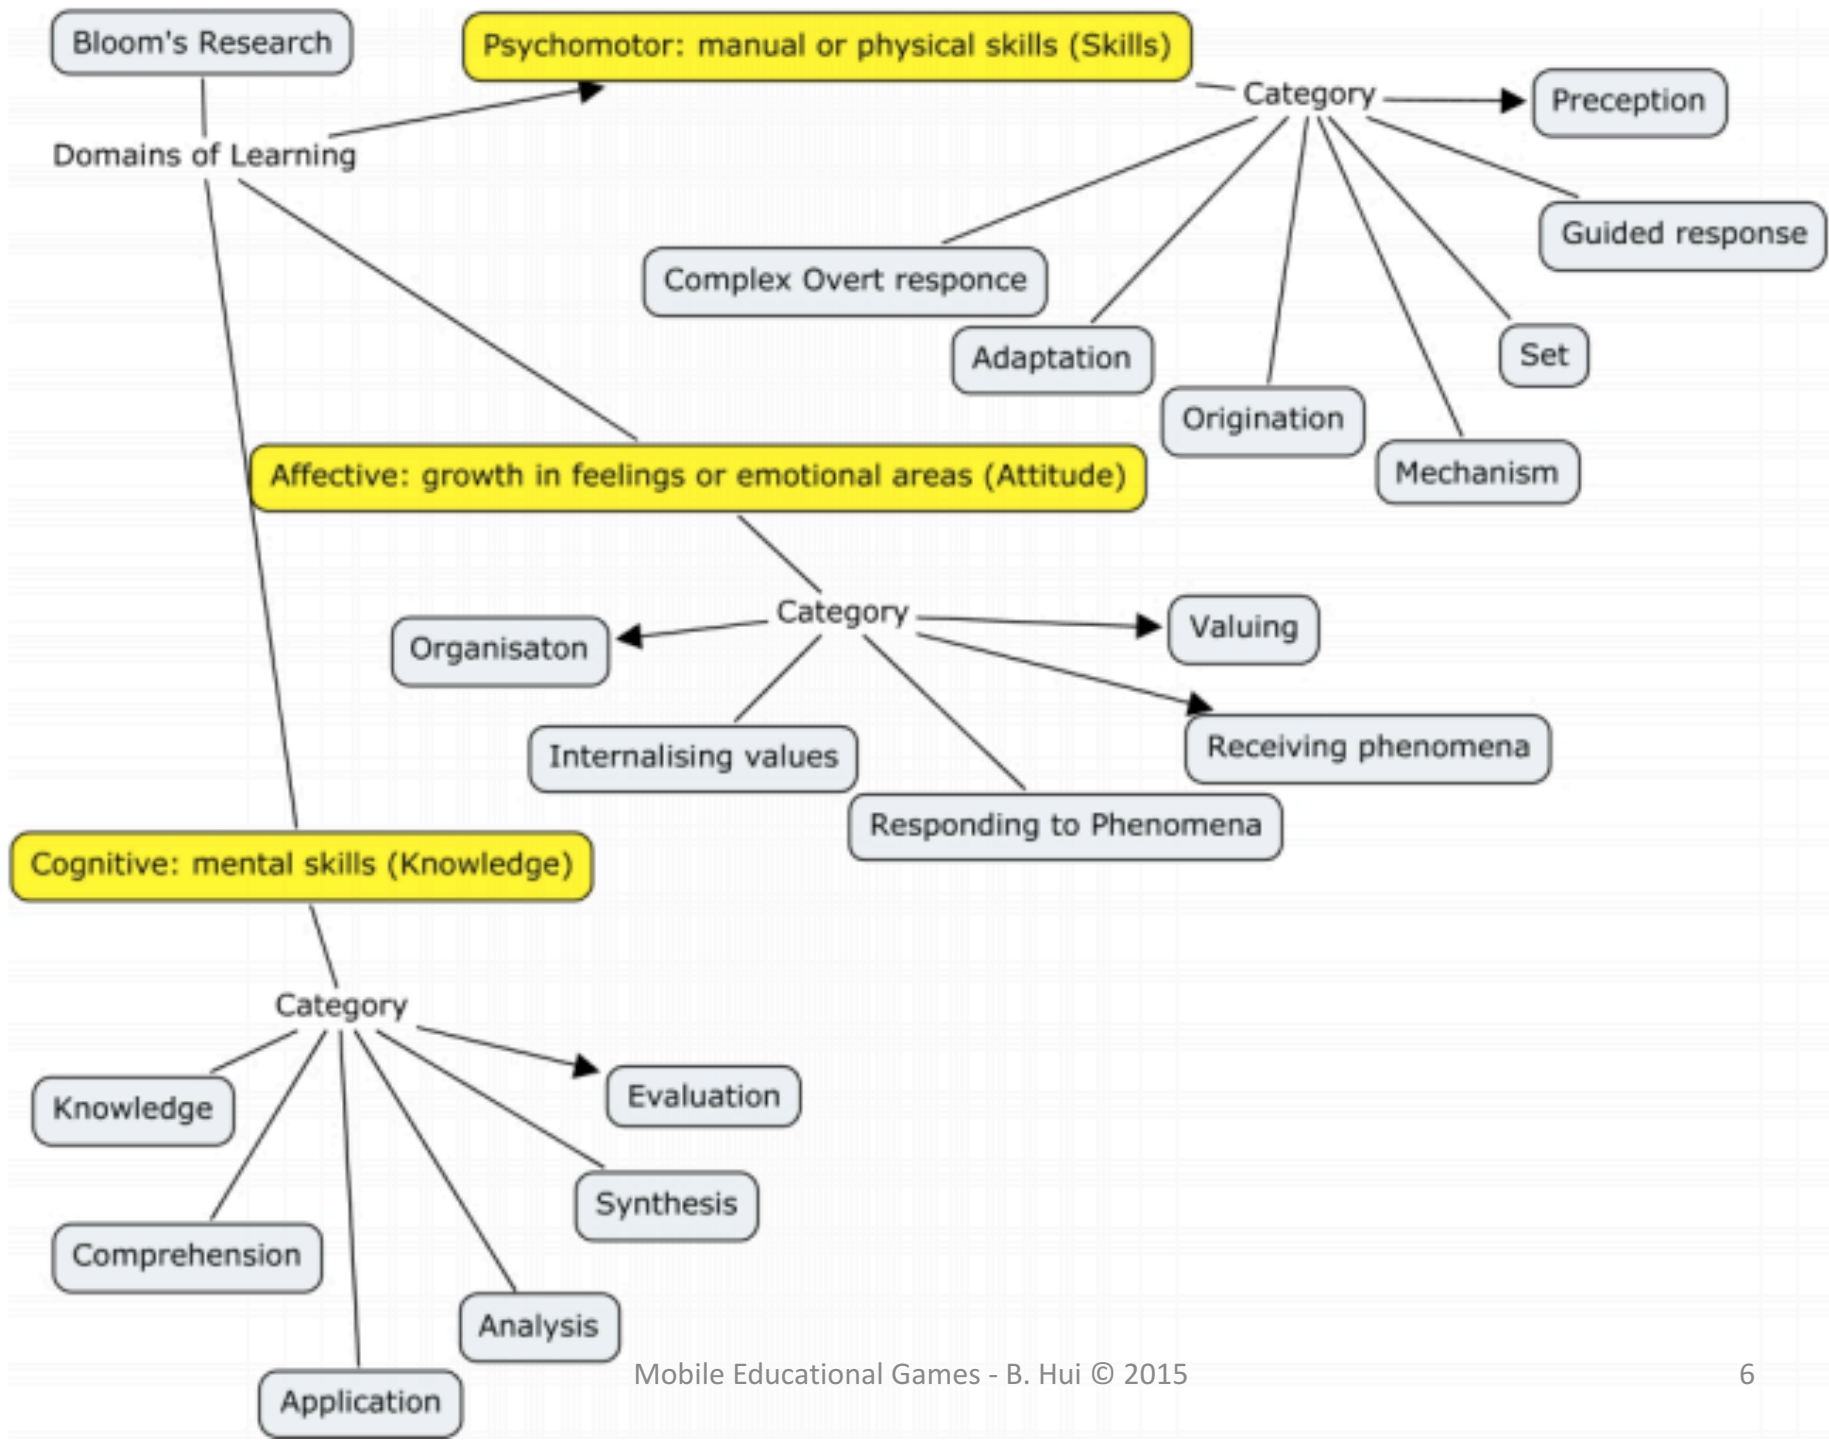 Bloom's Research
Psychomotor: manual or physical skills (Skills)
Category
Preception
Domains of Learning
Guided response
Complex Overt responce
Adaptation
Set
Origination
Mechanism
Affective: growth in feelings or emotional areas (Attitude)
Category
Valuing
Organisaton
Internalising values
Receiving phenomena
Responding to Phenomena
Cognitive: mental skills (Knowledge)
Category
Knowledge
Evaluation
Synthesis
Comprehension
Analysis
Application
Mobile Educational Games - B. Hui © 2015
6